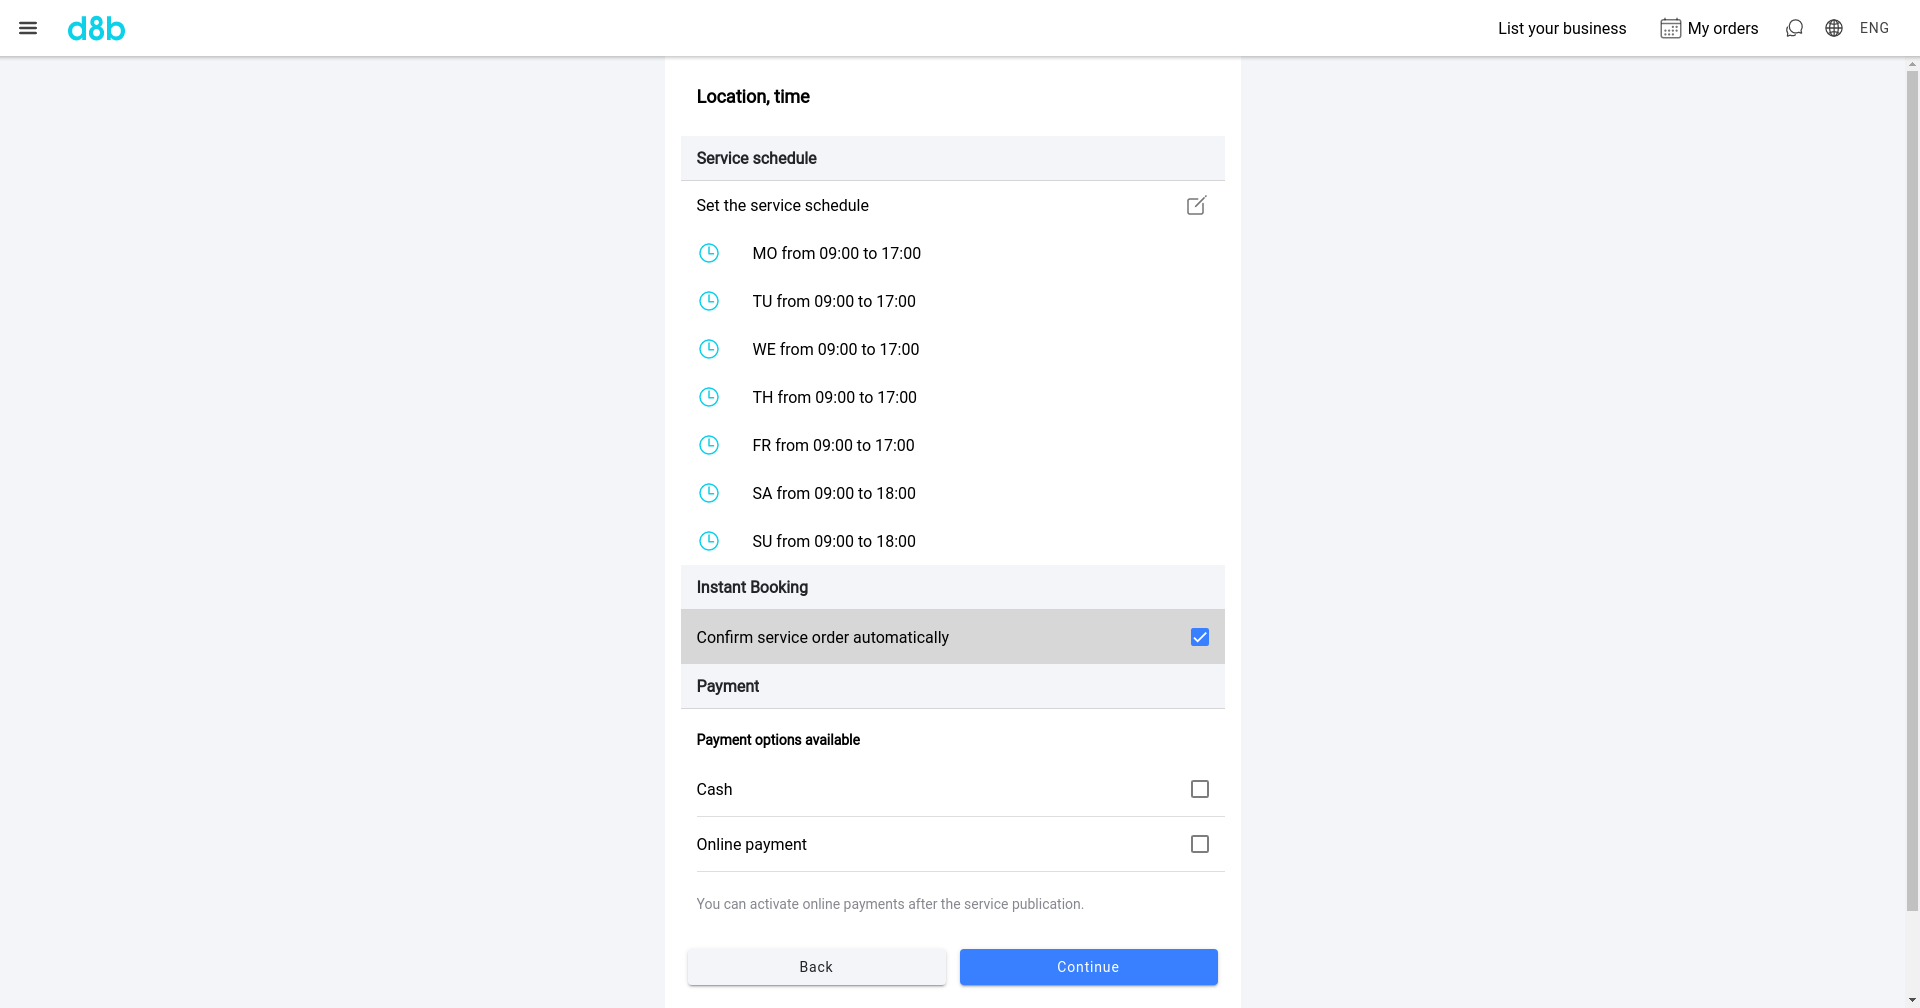 d8b
List your business
My orders
ENG
Location, time
Service schedule
Set the service schedule
MO from 09:00 to 17:00
TU from 09:00 to 17:00
WE from 09:00 to 17:00
TH from 09:00 to 17:00
FR from 09:00 to 17:00
SA from 09:00 to 18:00
SU from 09:00 to 18:00
Instant Booking
Confirm service order automatically
Payment
Payment options available
Cash
Online payment
You can activate online payments after the service publication.
Back
Continue